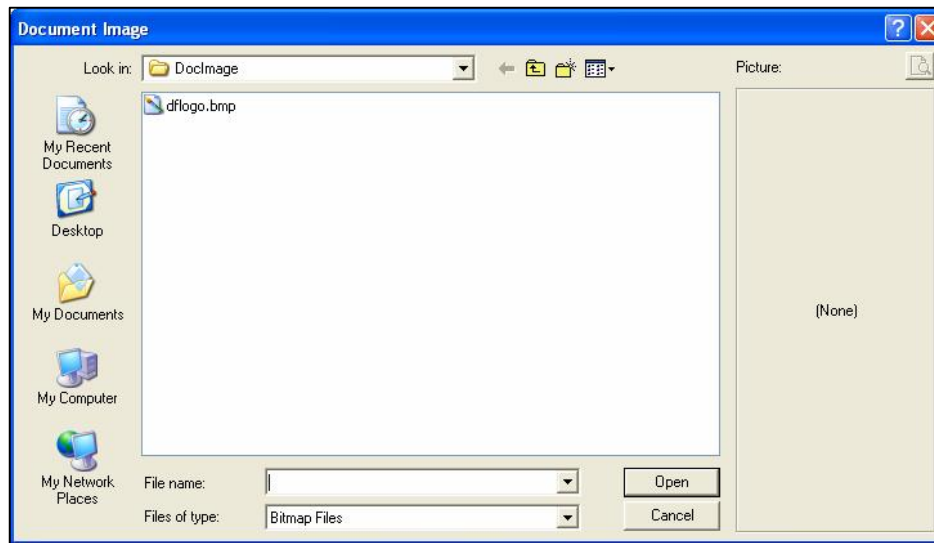 Document Image
Look in: DocImage
Picture:
dflogo.bmp
My Recent
Documents
Desktop
My Documents
(None)
My Computer
My Network
Places
File name:
Open
Files of type: Bitmap Files
Cancel